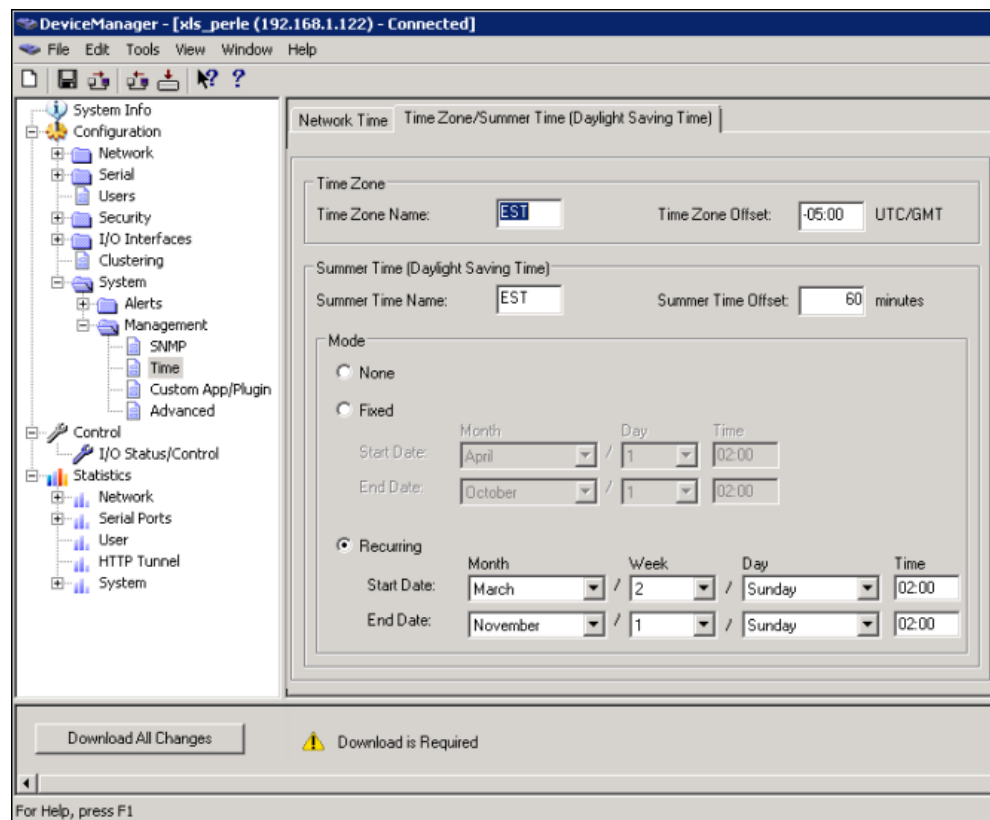 DeviceManager - [xls_perle (192.168.1.122) - Connected]
File Edit Tools View Window Help
System Info
Configuration
Network
Serial
Users
Security
I/O Interfaces
Clustering
System
Alerts
Management
SNMP
Time
Custom App/Plugin
Advanced
Control
I/O Status/Control
Statistics
Network
Serial Ports
User
HTTP Tunnel
System
Network Time Time Zone/Summer Time (Daylight Saving Time)
Time Zone
Time Zone Name: EST Time Zone Offset: -05:00 UTC/GMT
Summer Time (Daylight Saving Time)
Summer Time Name: EST Summer Time Offset: 60 minutes
Mode
None
Fixed
Month Day Time
Start Date: April / 1 02:00
End Date: October / 1 02:00
Recurring
Month Week Day Time
Start Date: March / 2 / Sunday 02:00
End Date: November / 1 / Sunday 02:00
Download All Changes Download is Required
For Help, press F1